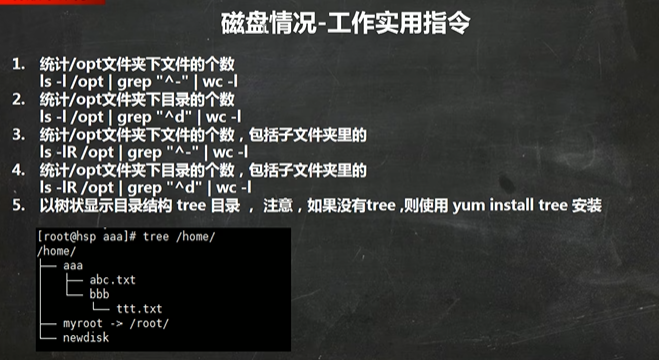 磁盘情况-工作实用指令
1. 统计/opt文件夹下文件的个数
ls -l /opt | grep "^-" | wc -l
2. 统计/opt文件夹下目录的个数
ls -l /opt | grep "^d" | wc -l
3. 统计/opt文件夹下文件的个数，包括子文件夹里的
ls -lR /opt | grep "^-" | wc -l
4. 统计/opt文件夹下目录的个数，包括子文件夹里的
ls -lR /opt | grep "^d" | wc -l
5. 以树状显示目录结构 tree 目录 ， 注意，如果没有tree ,则使用 yum install tree 安装
[root@hsp aaa]# tree /home/
/home/
├── aaa
│   ├── abc.txt
│   └── bbb
│       └── ttt.txt
├── myroot -> /root/
└── newdisk